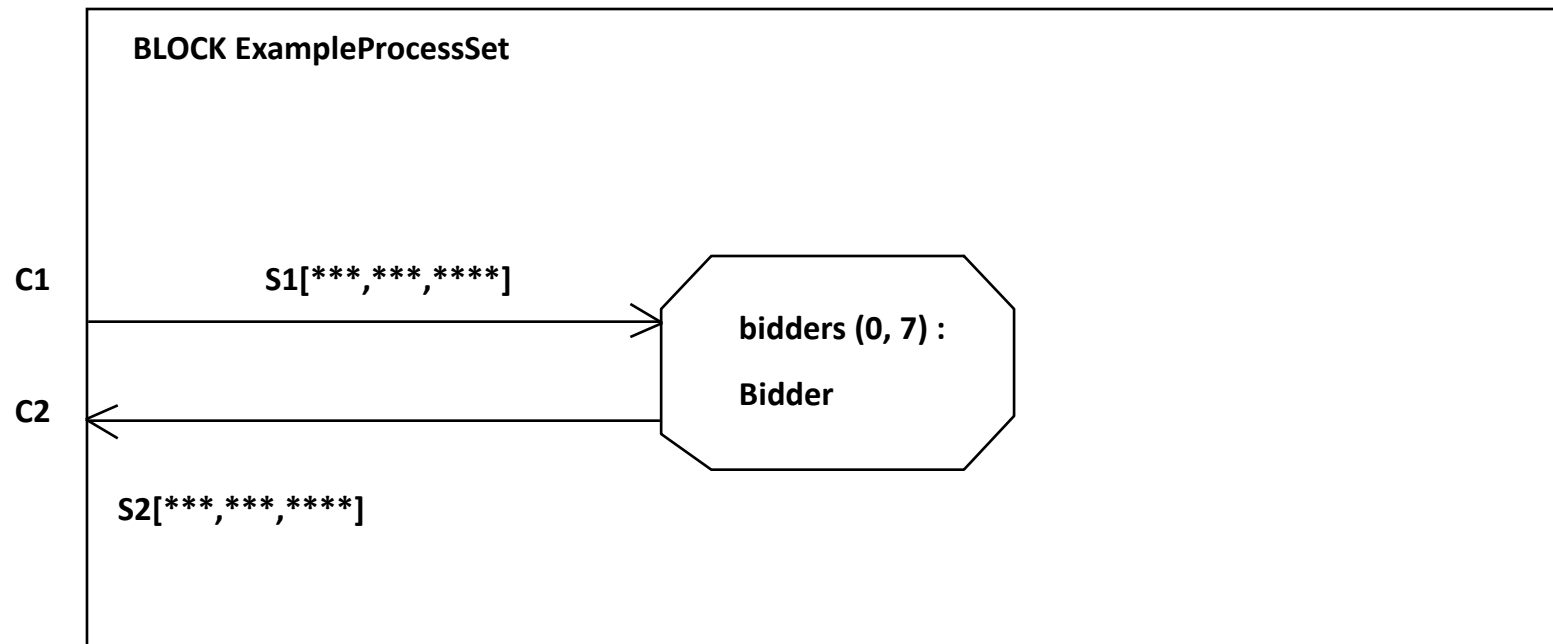 BLOCK ExampleProcessSet
C1
S1[***,***,****]
bidders (0, 7) :
Bidder
C2
S2[***,***,****]